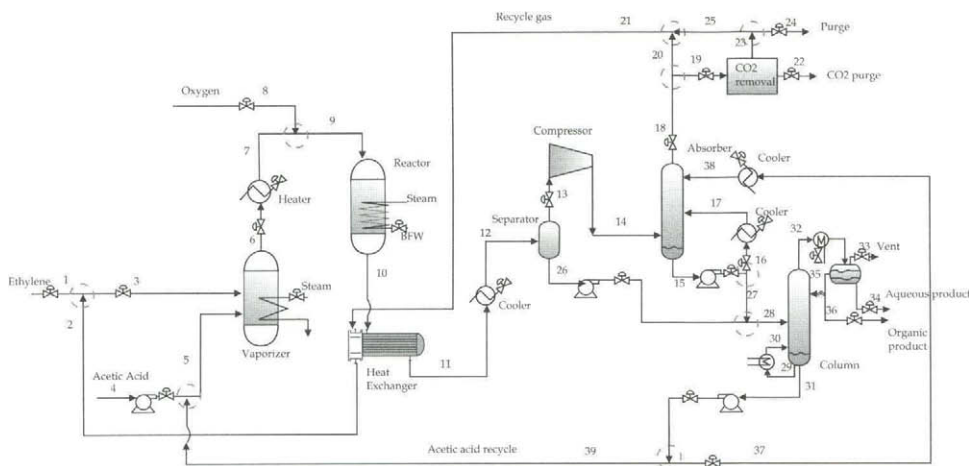 Recycle gas
21
25
24
Purge
23
20
19
CO2
removal
22
CO2 purge
Oxygen
8
9
7
Compressor
18
Absorber
Cooler
38
Reactor
Steam
Heater
BFW
13
Separator
14
17
Cooler
12
6
10
32
33
Vent
Ethylene
1
3
Steam
26
15
16
35
27
34
Aqueous product
2
Cooler
28
36
Organic
product
Vaporizer
30
5
Heat
Exchanger
11
29
Column
Acetic Acid
4
31
Acetic acid recycle
39
1
37